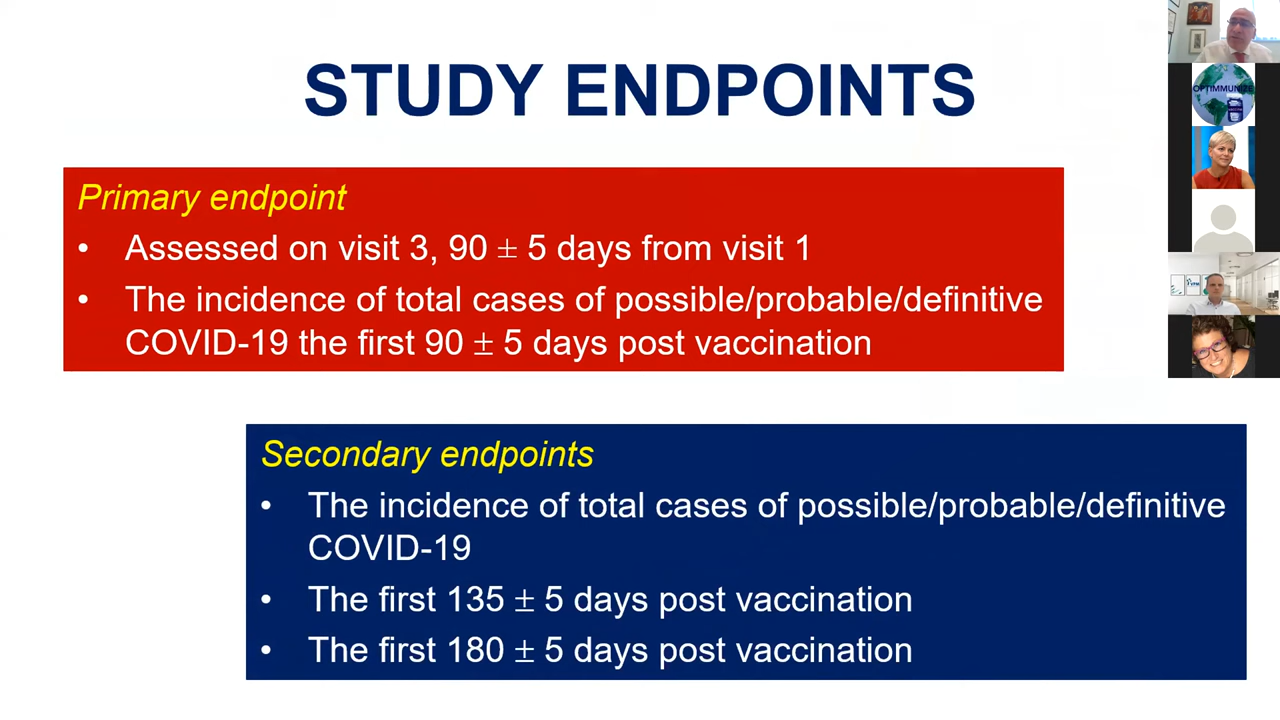 STUDY ENDPOINTS
Primary endpoint
• Assessed on visit 3, 90 ± 5 days from visit 1
• The incidence of total cases of possible/probable/definitive
COVID-19 the first 90 ± 5 days post vaccination
Secondary endpoints
• The incidence of total cases of possible/probable/definitive
COVID-19
• The first 135 ± 5 days post vaccination
• The first 180 ± 5 days post vaccination
OPTIMMUNIZE